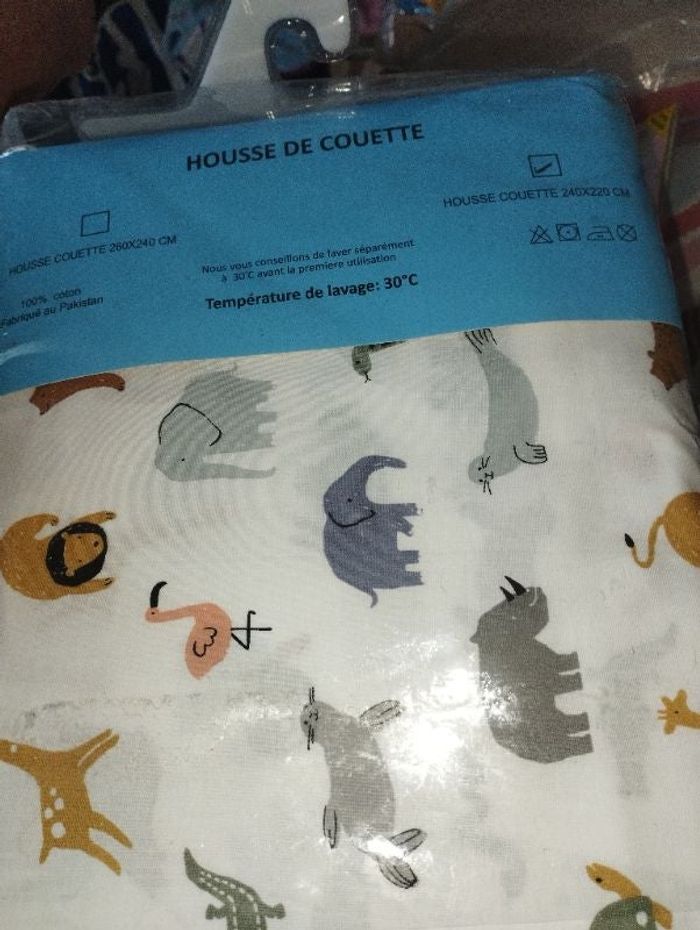 HOUSSE DE COUETTE
HOUSSE COUETTE 260X240 CM
HOUSSE COUETTE 240X220 CM
100% coton
Fabriqué au Pakistan
Nous vous conseillons de laver séparément
à 30°C avant la premiere utilisation
Température de lavage: 30°C